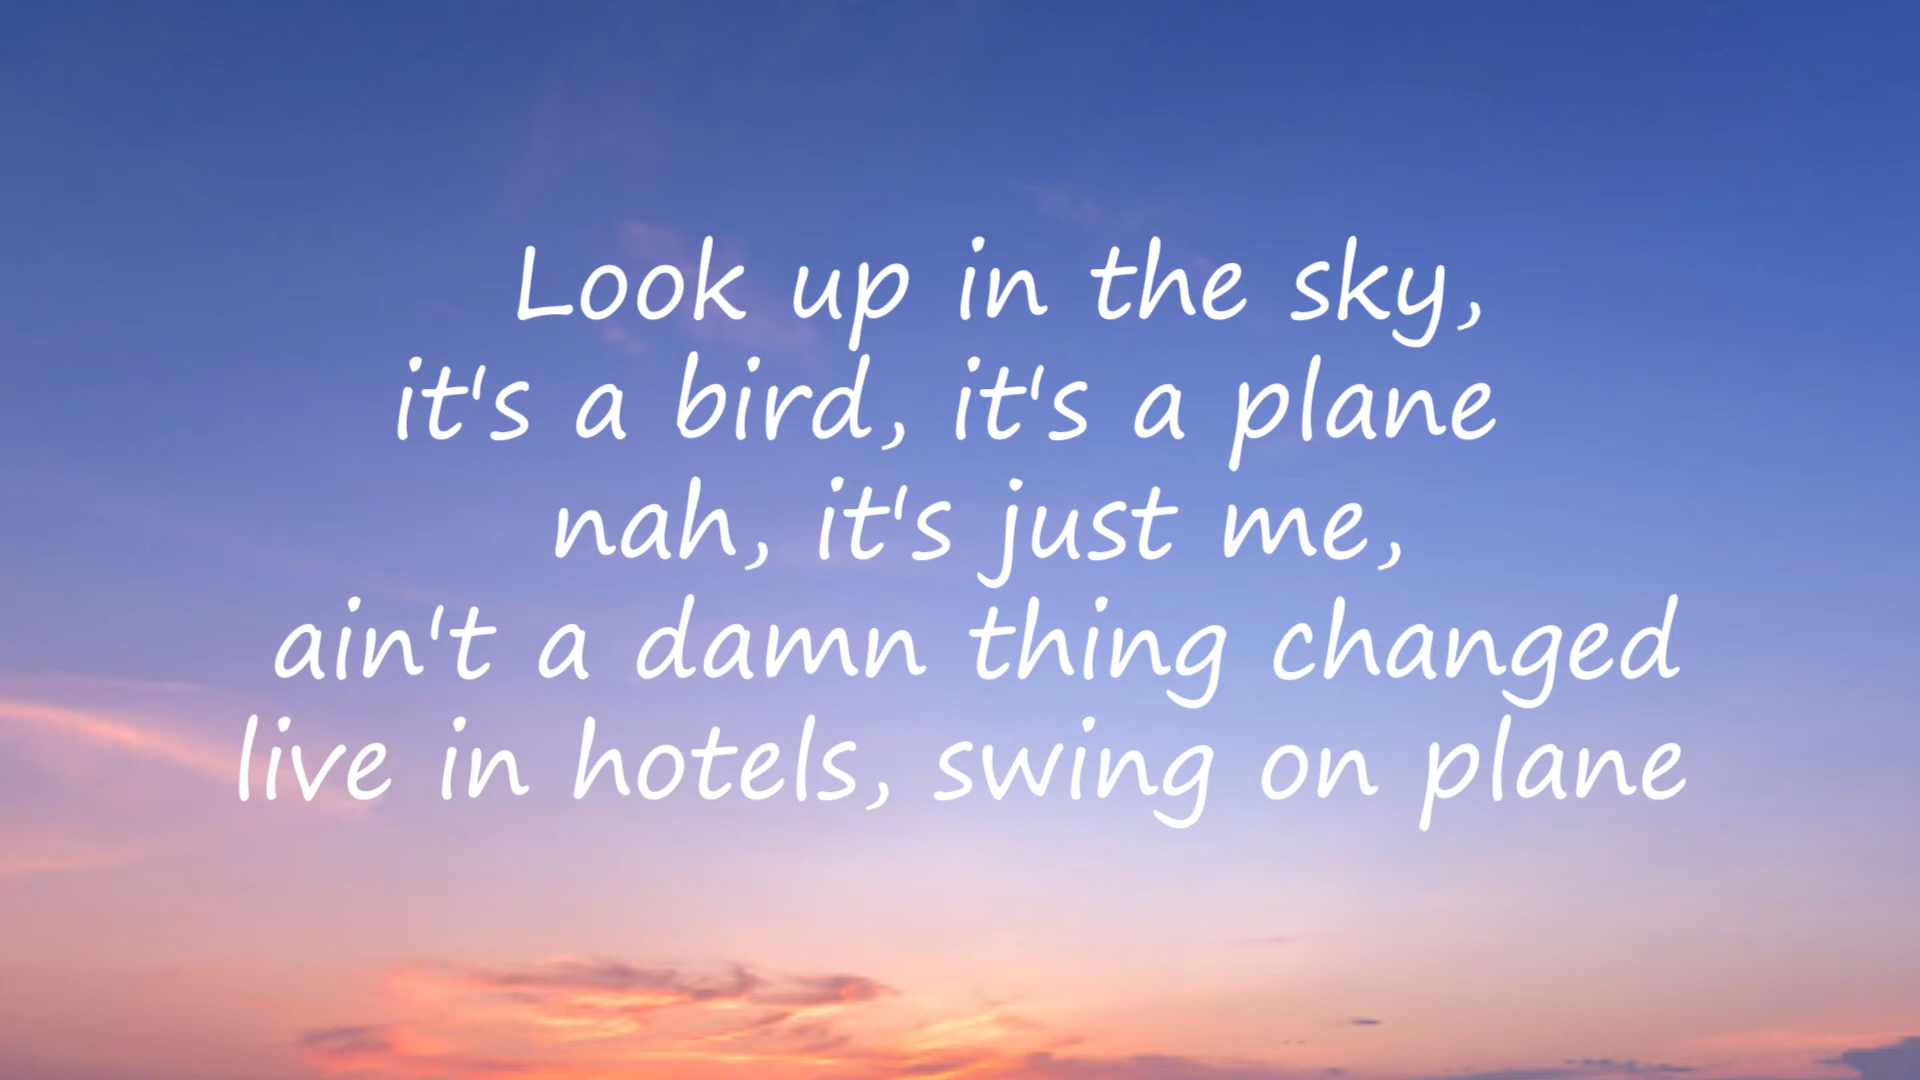 Look up in the sky,
it's a bird, it's a plane
nah, it's just me,
ain't a damn thing changed
live in hotels, swing on plane